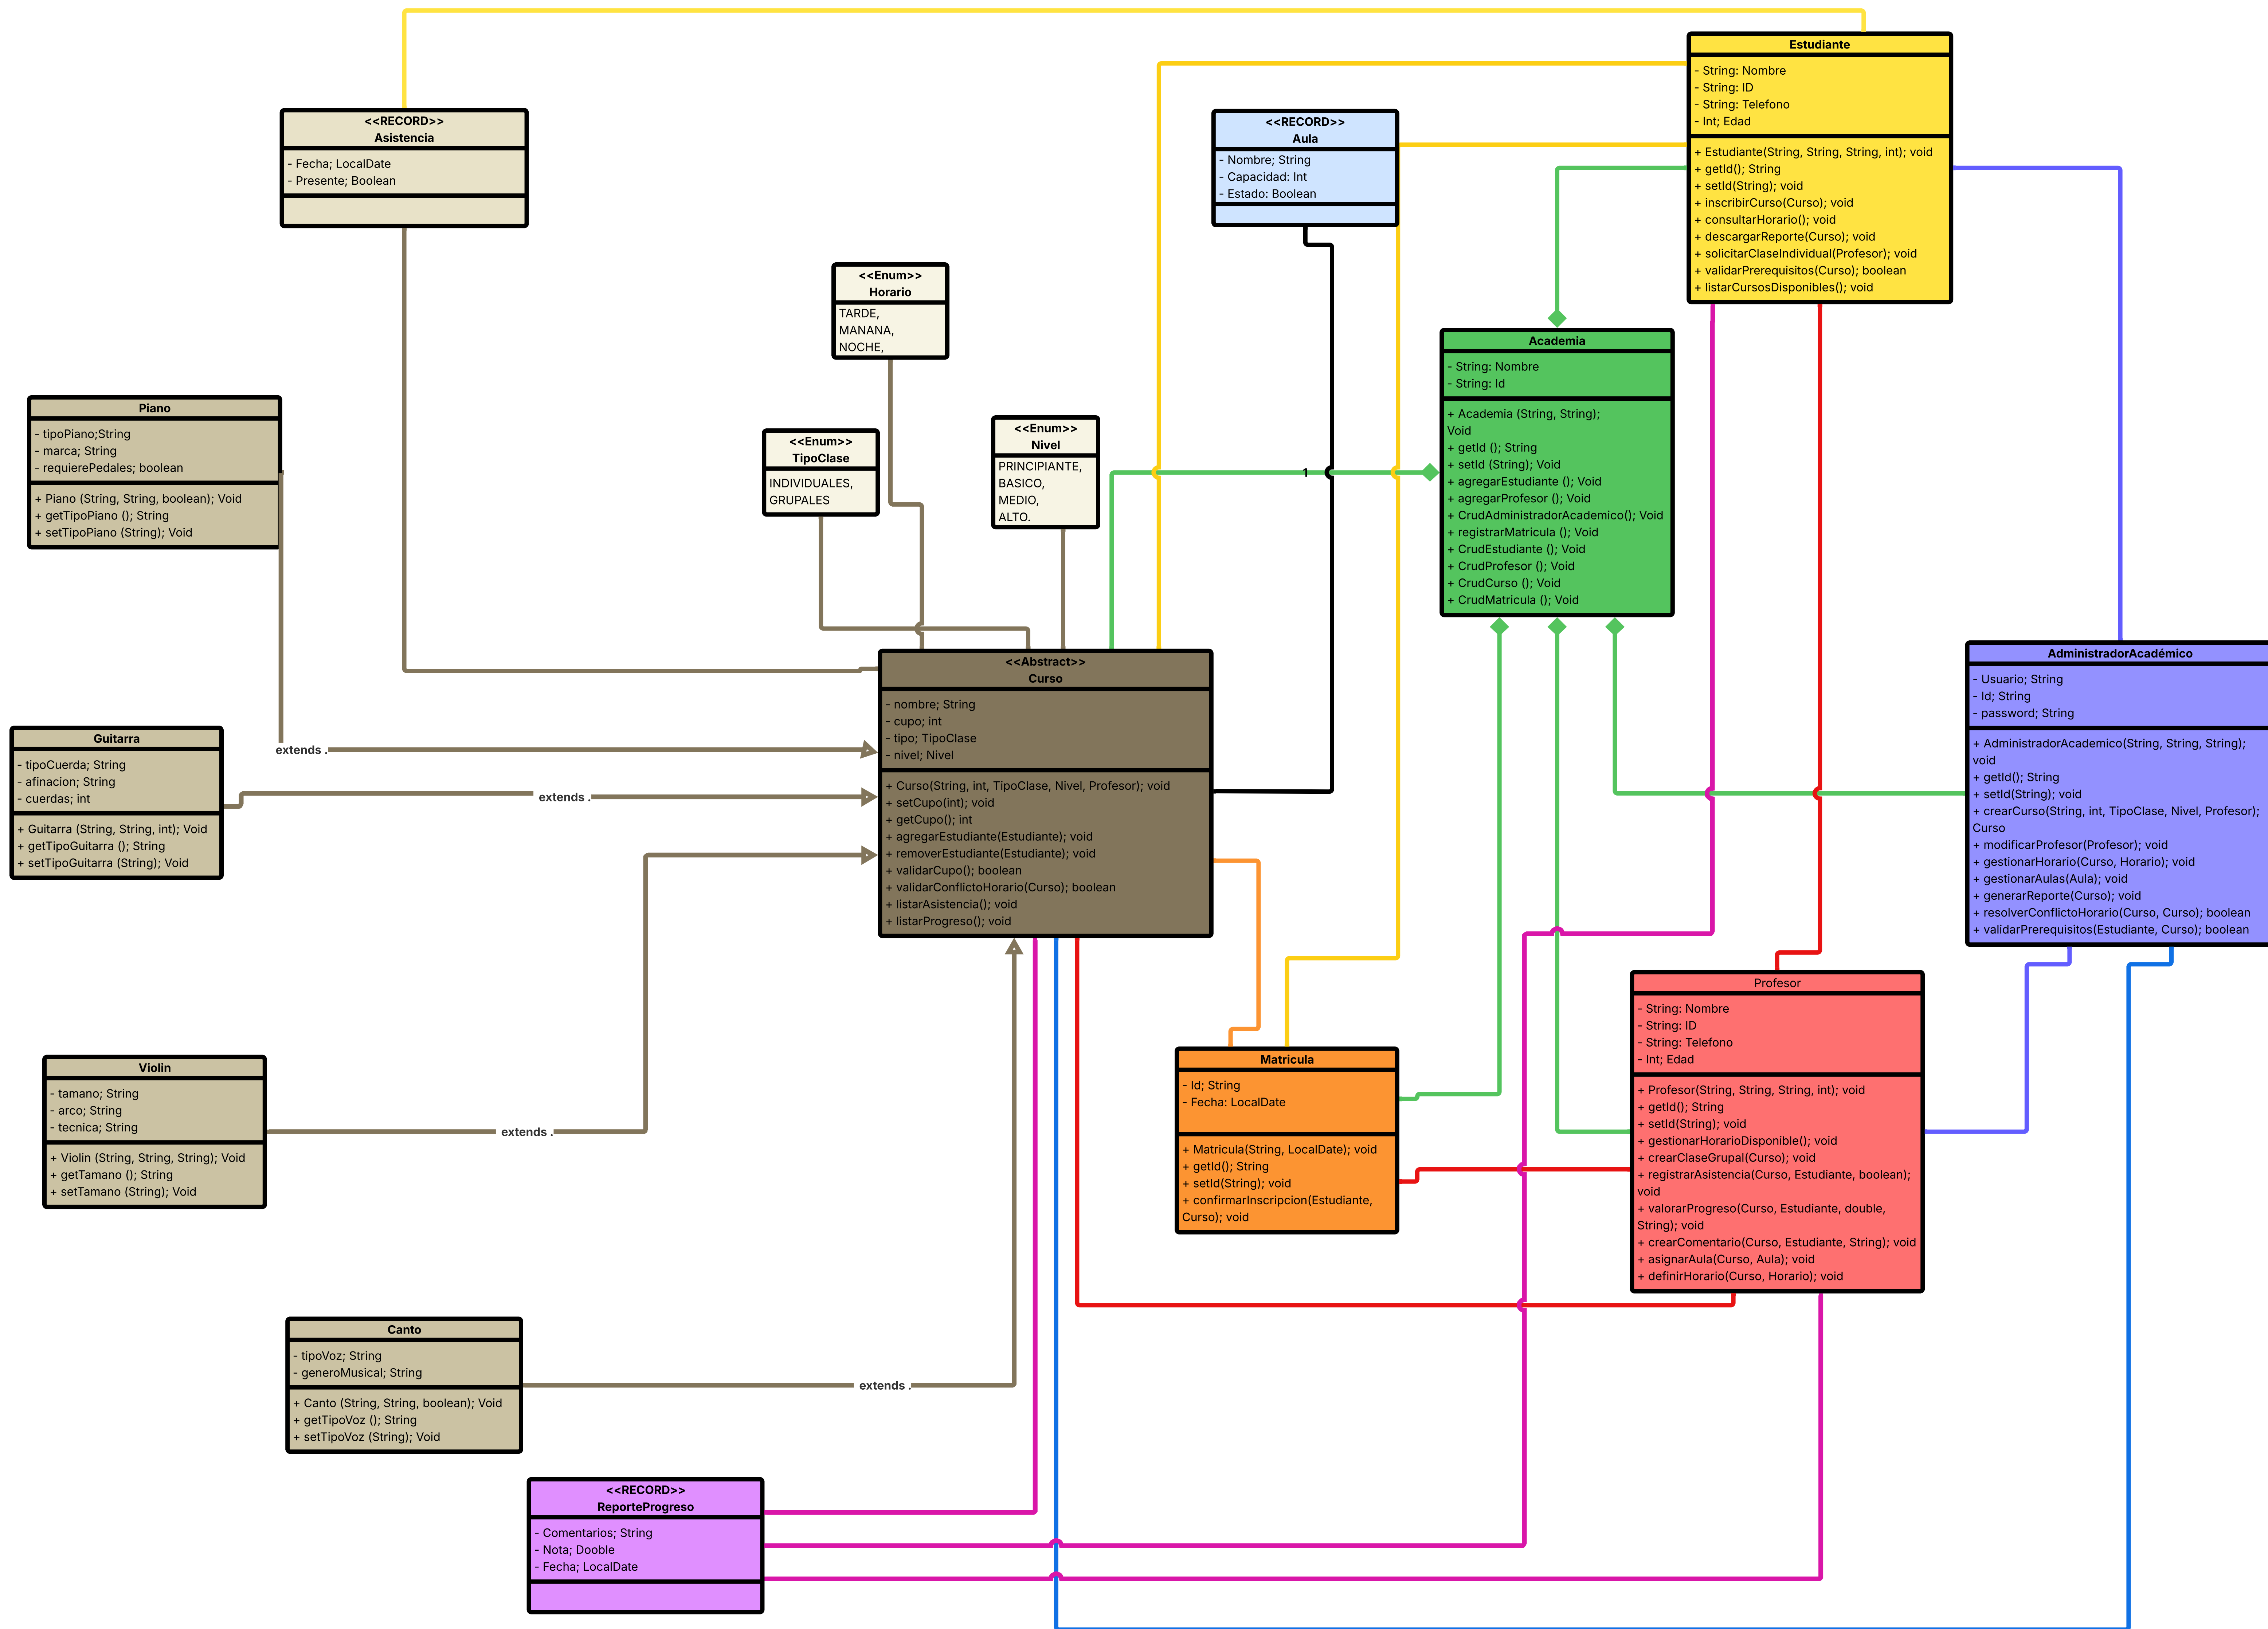 Estudiante
- String: Nombre
- String: ID
- String: Telefono
- Int; Edad
+ Estudiante(String, String, String, int); void
+ getId(); String
+ setId(String); void
+ inscribirCurso(Curso); void
+ consultarHorario(); void
+ descargarReporte(Curso); void
+ solicitarClaseIndividual(Profesor); void
+ validarPrerequisitos(Curso); boolean
+ listarCursosDisponibles(); void
<<RECORD>>
Asistencia
- Fecha; LocalDate
- Presente; Boolean
<<RECORD>>
Aula
- Nombre; String
- Capacidad: Int
- Estado: Boolean
<<Enum>>
Horario
TARDE,
MANANA,
NOCHE,
Academia
- String: Nombre
- String: Id
+ Academia (String, String);
Void
+ getId (); String
+ setId (String); Void
+ agregarEstudiante (); Void
+ agregarProfesor (); Void
+ CrudAdministradorAcademico(); Void
+ registrarMatricula (); Void
+ CrudEstudiante (); Void
+ CrudProfesor (); Void
+ CrudCurso (); Void
+ CrudMatricula (); Void
Piano
- tipoPiano;String
- marca; String
- requierePedales; boolean
+ Piano (String, String, boolean); Void
+ getTipoPiano (); String
+ setTipoPiano (String); Void
<<Enum>>
TipoClase
INDIVIDUALES,
GRUPALES
<<Enum>>
Nivel
PRINCIPIANTE,
BASICO,
MEDIO,
ALTO.
1
<<Abstract>>
Curso
- nombre; String
- cupo; int
- tipo; TipoClase
- nivel; Nivel
+ Curso(String, int, TipoClase, Nivel, Profesor); void
+ setCupo(int); void
+ getCupo(); int
+ agregarEstudiante(Estudiante); void
+ removerEstudiante(Estudiante); void
+ validarCupo(); boolean
+ validarConflictoHorario(Curso); boolean
+ listarAsistencia(); void
+ listarProgreso(); void
AdministradorAcadémico
- Usuario; String
- Id; String
- password; String
+ AdministradorAcademico(String, String, String);
void
+ getId(); String
+ setId(String); void
+ crearCurso(String, int, TipoClase, Nivel, Profesor);
Curso
+ modificarProfesor(Profesor); void
+ gestionarHorario(Curso, Horario); void
+ gestionarAulas(Aula); void
+ generarReporte(Curso); void
+ resolverConflictoHorario(Curso, Curso); boolean
+ validarPrerequisitos(Estudiante, Curso); boolean
extends .
Guitarra
- tipoCuerda; String
- afinacion; String
- cuerdas; int
+ Guitarra (String, String, int); Void
+ getTipoGuitarra (); String
+ setTipoGuitarra (String); Void
extends .
Profesor
- String: Nombre
- String: ID
- String: Telefono
- Int; Edad
+ Profesor(String, String, String, int); void
+ getId(); String
+ setId(String); void
+ gestionarHorarioDisponible(); void
+ crearClaseGrupal(Curso); void
+ registrarAsistencia(Curso, Estudiante, boolean);
void
+ valorarProgreso(Curso, Estudiante, double,
String); void
+ crearComentario(Curso, Estudiante, String); void
+ asignarAula(Curso, Aula); void
+ definirHorario(Curso, Horario); void
Matricula
- Id; String
- Fecha: LocalDate
+ Matricula(String, LocalDate); void
+ getId(); String
+ setId(String); void
+ confirmarInscripcion(Estudiante,
Curso); void
Violin
- tamano; String
- arco; String
- tecnica; String
+ Violin (String, String, String); Void
+ getTamano (); String
+ setTamano (String); Void
extends .
Canto
- tipoVoz; String
- generoMusical; String
+ Canto (String, String, boolean); Void
+ getTipoVoz (); String
+ setTipoVoz (String); Void
extends .
<<RECORD>>
ReporteProgreso
- Comentarios; String
- Nota; Dooble
- Fecha; LocalDate